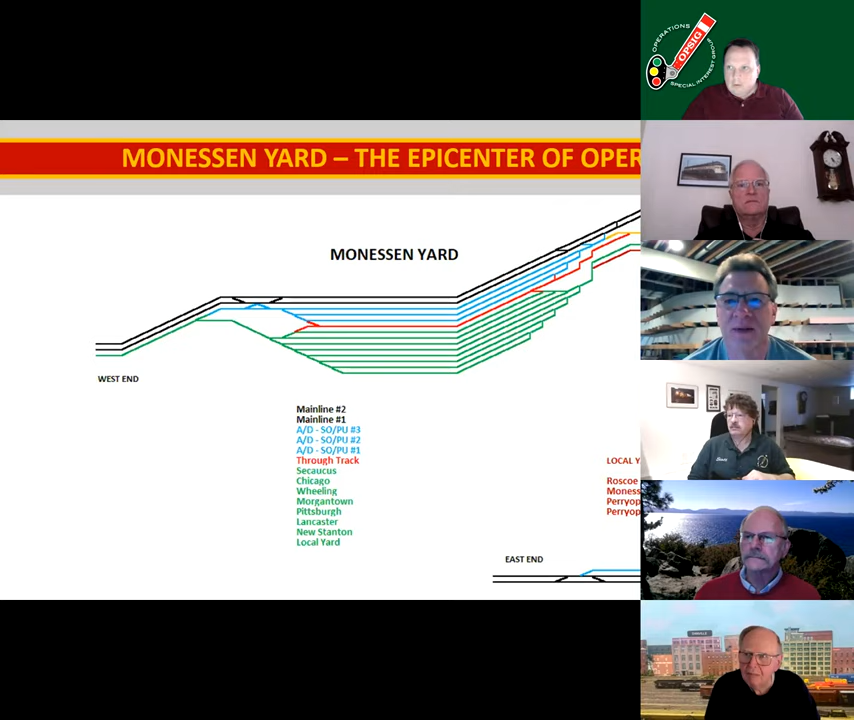 MONESSEN YARD – THE EPICENTER OF OPER
MONESSEN YARD
WEST END
Mainline #2
Mainline #1
A/D - SO/PU #3
A/D - SO/PU #2
A/D - SO/PU #1
Through Track
Secaucus
Chicago
Wheeling
Morgantown
Pittsburgh
Lancaster
New Stanton
Local Yard
LOCAL Y
Roscoe
Moness
Perryop
Perryop
EAST END
OPERATIONS
OPSIG
SPECIAL INTEREST GROUP